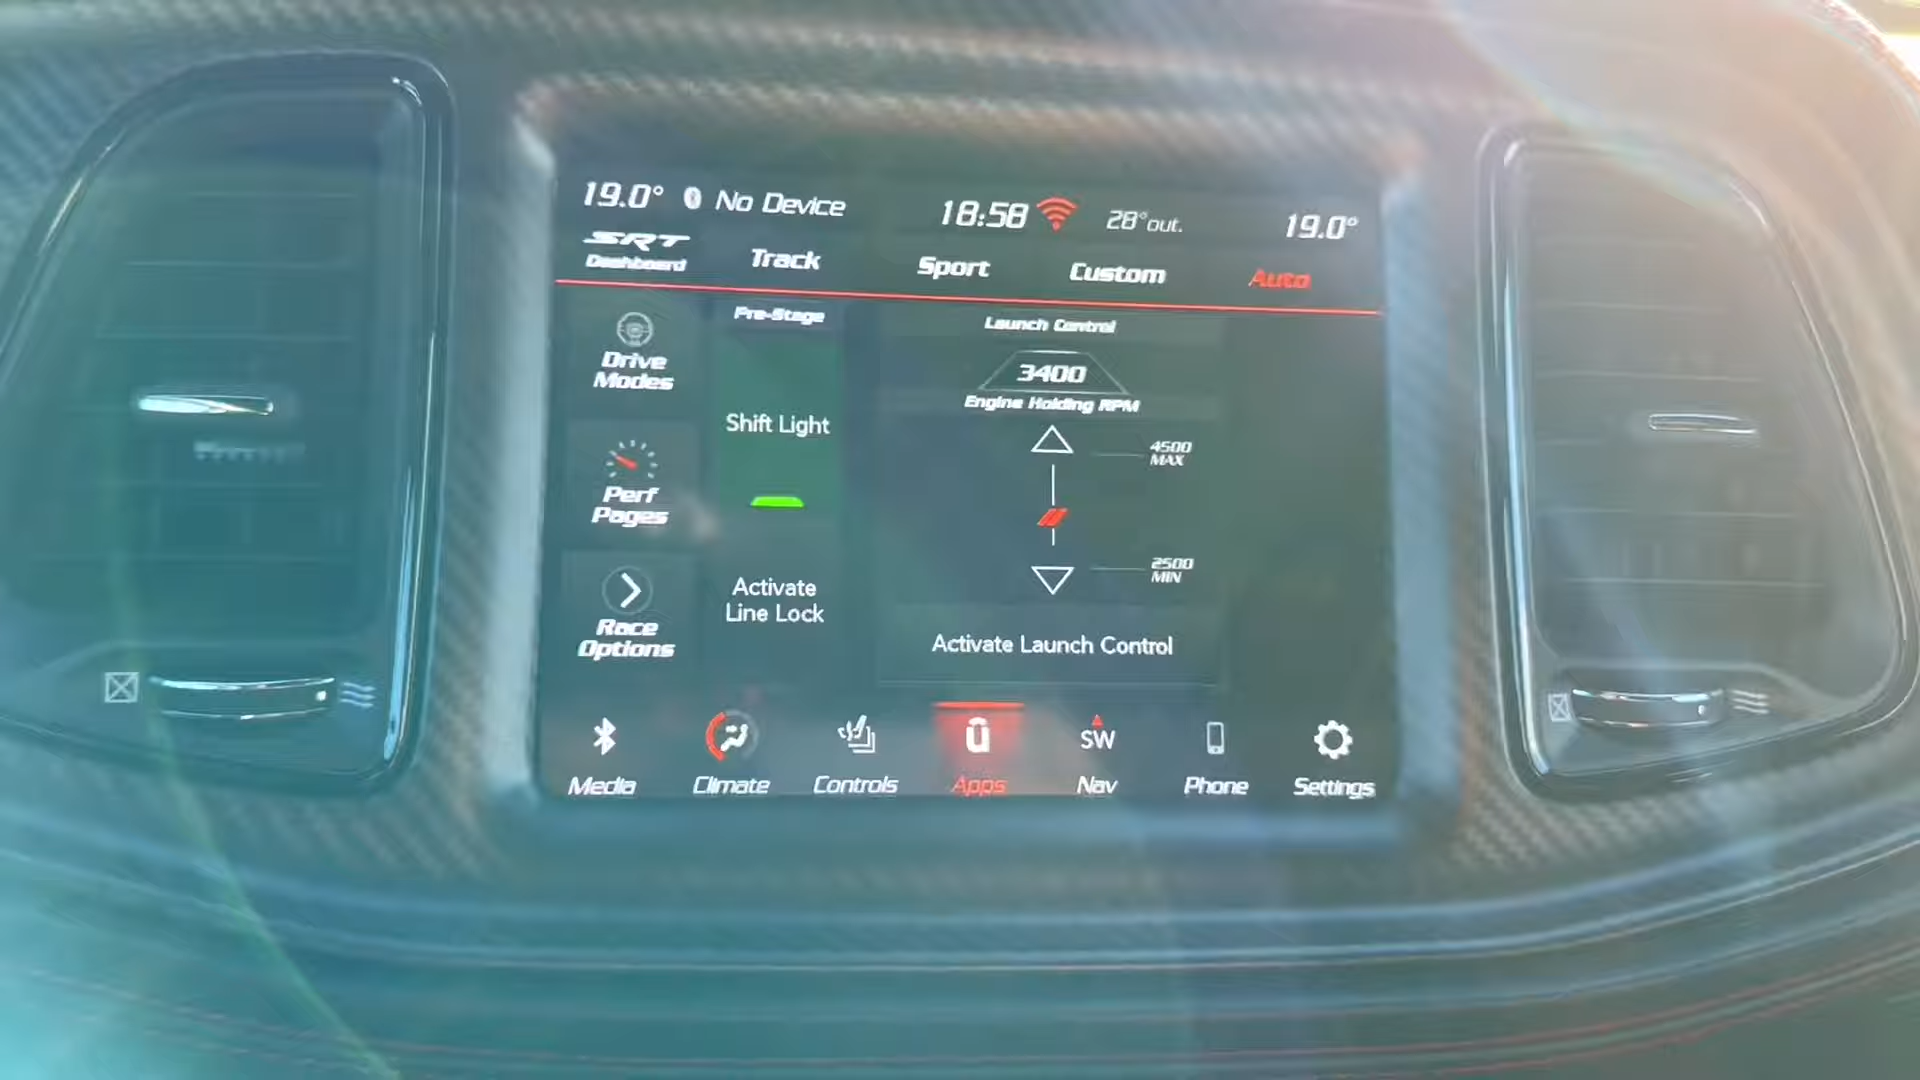 19.0° No Device 18:58 28° out. 19.0°
SRT
Dashboard
Track
Sport
Custom
Auto
Drive
Modes
Pre-Stage
Shift Light
Launch Control
3400
Engine Holding RPM
4500
MAX
Perf
Pages
2500
MIN
Race
Options
Activate
Line Lock
Activate Launch Control
SW
Media
Climate
Controls
Apps
Nav
Phone
Settings